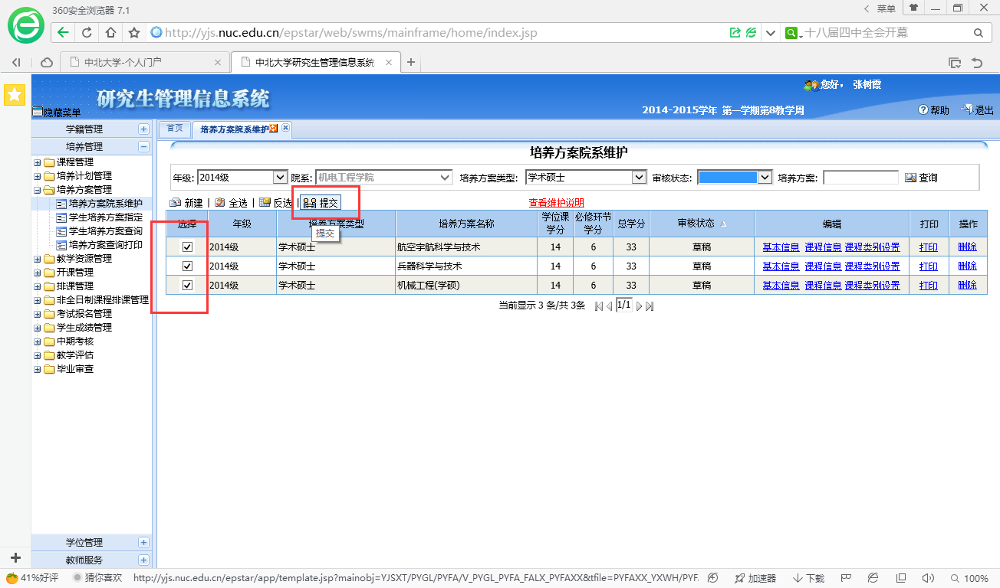 360安全浏览器 7.1
菜单
http://yjs.nuc.edu.cn/epstar/web/swms/mainframe/home/index.jsp
十八届四中全会开幕
中北大学-个人门户
中北大学研究生管理信息系统
研究生管理信息系统
您好， 张树霞
隐藏菜单
2014-2015学年 第一学期第8教学周
帮助 退出
学籍管理
培养管理
课程管理
培养计划管理
培养方案管理
培养方案院系维护
学生培养方案指定
学生培养方案查询
培养方案查询打印
教学资源管理
开课管理
排课管理
非全日制课程排课管理
考试报名管理
学生成绩管理
中期考核
教学评估
毕业审查
学位管理
教师服务
首页 培养方案院系维护
培养方案院系维护
年级: 2014级 院系: 机电工程学院 培养方案类型: 学术硕士 审核状态: 培养方案: 查询
新建 | 全选 | 反选 | 提交 查看维护说明
选择 年级 培养方案类型 培养方案名称 学位课学分 必修环节学分 总学分 审核状态 编辑 打印 操作
提交
2014级 学术硕士 航空宇航科学与技术 14 6 33 草稿 基本信息 课程信息 课程类别设置 打印 删除
2014级 学术硕士 兵器科学与技术 14 6 33 草稿 基本信息 课程信息 课程类别设置 打印 删除
2014级 学术硕士 机械工程(学硕) 14 6 33 草稿 基本信息 课程信息 课程类别设置 打印 删除
当前显示 3 条/共 3条 1/1
41%好评 猜你喜欢 http://yjs.nuc.edu.cn/epstar/app/template.jsp?mainobj=YJSXT/PYGL/PYFA/V_PYGL_PYFA_FALX_PYFAXX&tfile=PYFAXX_YXWH/PYF. 加速器 下载 100%